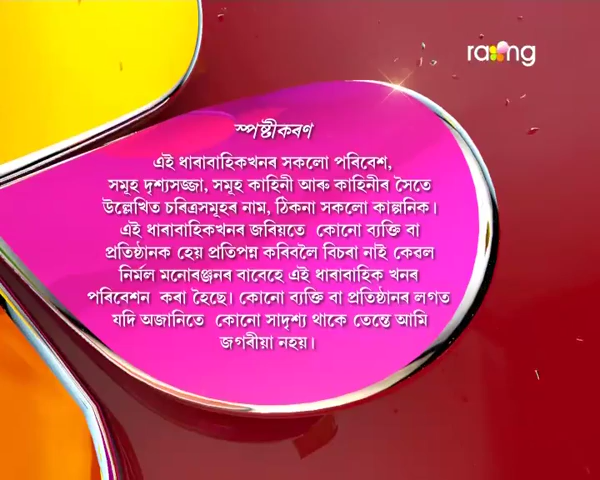 raong
স্পষ্টীকৰণ
এই ধাৰাবাহিকখনৰ সকলো পৰিবেশ,
সমূহ দৃশ্যসজ্জা, সমূহ কাহিনী আৰু কাহিনীৰ সৈতে
উল্লেখিত চৰিত্ৰসমূহৰ নাম, ঠিকনা সকলো কাল্পনিক।
এই ধাৰাবাহিকখনৰ জৰিয়তে কোনো ব্যক্তি বা
প্ৰতিষ্ঠানক হেয় প্ৰতিপন্ন কৰিবলৈ বিচৰা নাই কেৱল
নিৰ্মল মনোৰঞ্জনৰ বাবেহে এই ধাৰাবাহিক খনৰ
পৰিবেশন কৰা হৈছে। কোনো ব্যক্তি বা প্ৰতিষ্ঠানৰ লগত
যদি অজানিতে কোনো সাদৃশ্য থাকে তেন্তে আমি
জগৰীয়া নহয়।